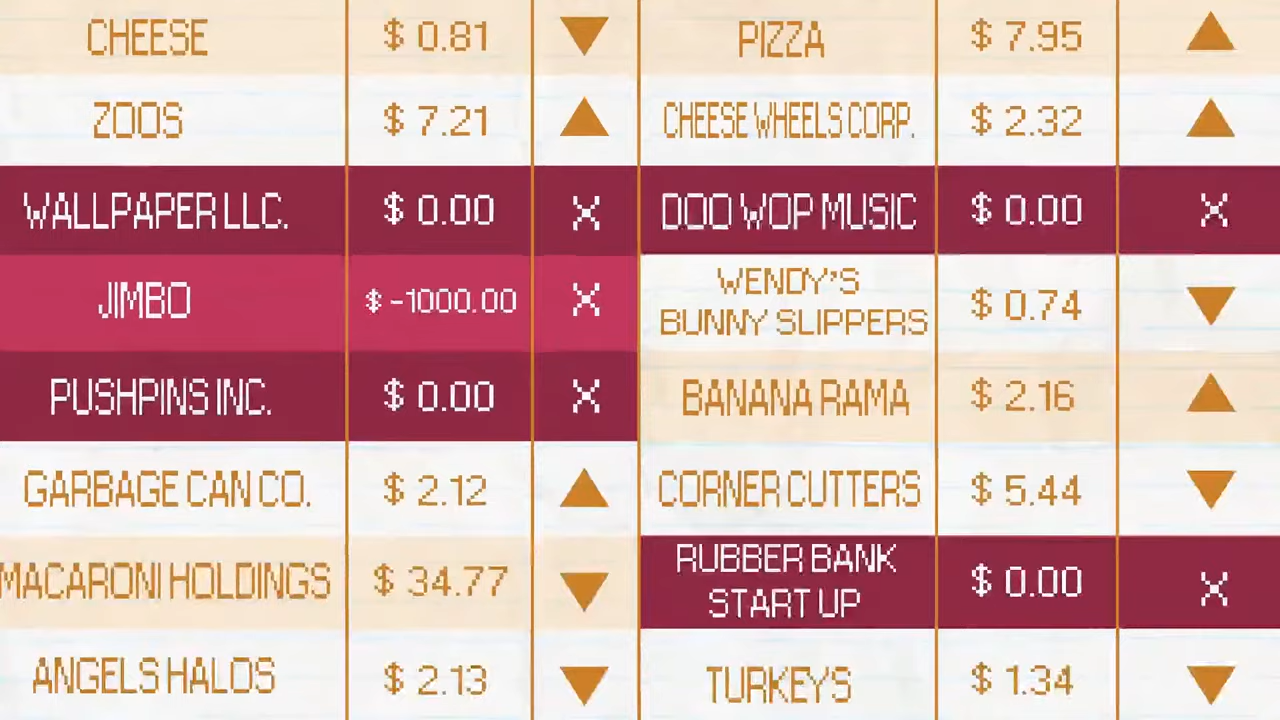 CHEESE $ 0.81 ▼ PIZZA $ 7.95 ▲
ZOOS $ 7.21 ▲ CHEESE WHEELS CORP. $ 2.32 ▲
WALLPAPER LLC. $ 0.00 X DOO WOP MUSIC $ 0.00 X
JIMBO $ -1000.00 X WENDY'S
BUNNY SLIPPERS $ 0.74 ▼
PUSHPINS INC. $ 0.00 X BANANA RAMA $ 2.16 ▲
GARBAGE CAN CO. $ 2.12 ▲ CORNER CUTTERS $ 5.44 ▼
MACARONI HOLDINGS $ 34.77 ▼ RUBBER BANK
START UP $ 0.00 X
ANGELS HALOS $ 2.13 ▼ TURKEYS $ 1.34 ▼